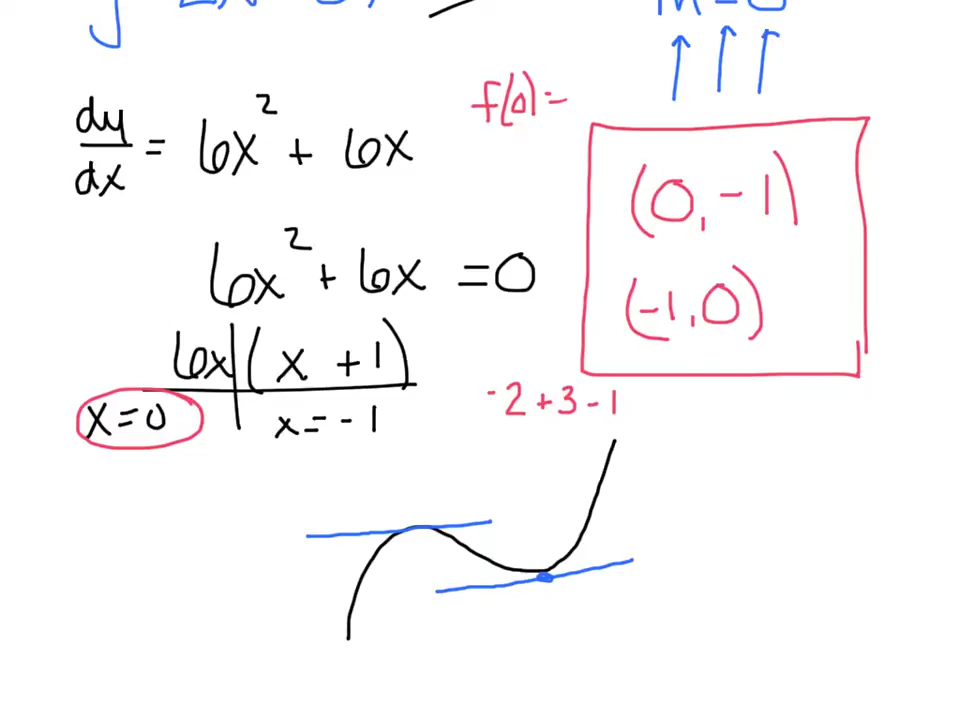 dy/dx = 6x² + 6x
f(0)=
(0, -1)
(-1, 0)
6x² + 6x = 0
6x | (x + 1)
x=0 | x = -1
-2 + 3 - 1